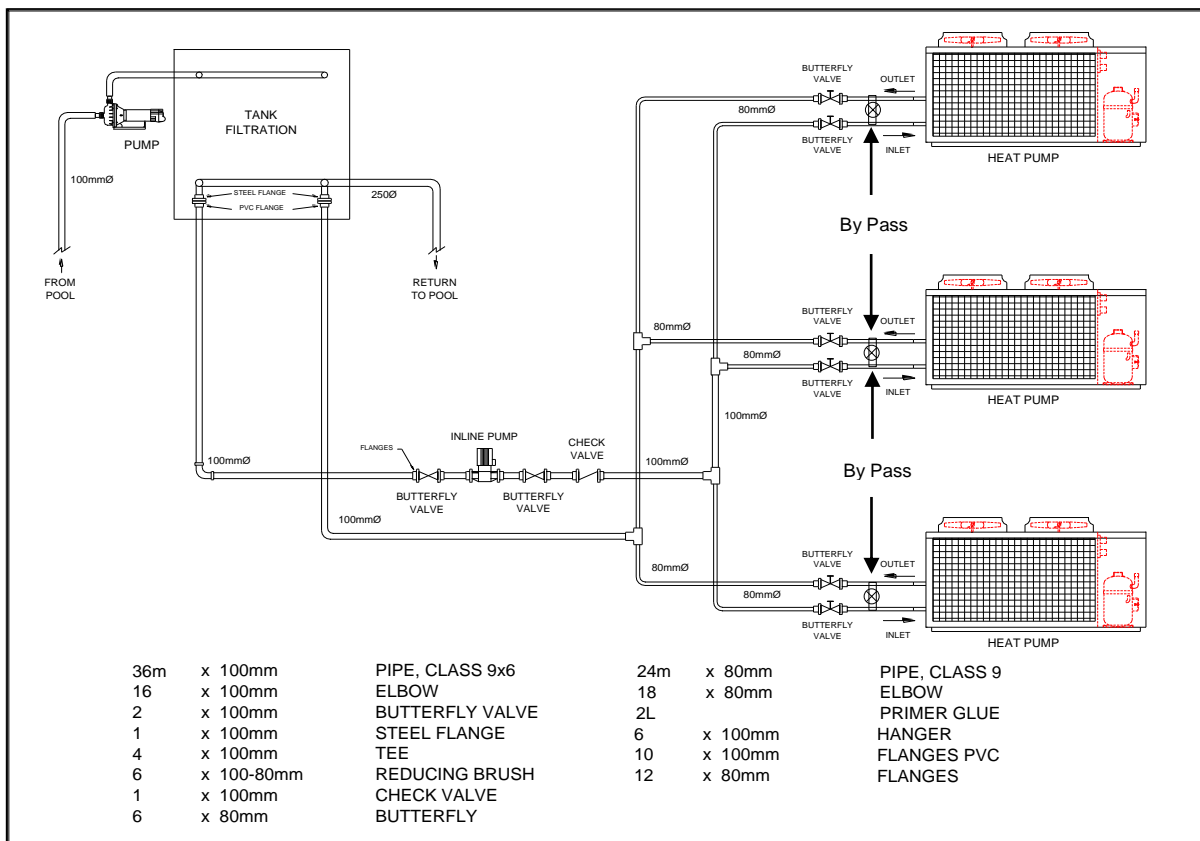 TANK
FILTRATION
PUMP
100mmØ
STEEL FLANGE
PVC FLANGE
250Ø
FROM
POOL
RETURN
TO POOL
BUTTERFLY
VALVE
OUTLET
80mmØ
80mmØ
BUTTERFLY
VALVE
INLET
HEAT PUMP
By Pass
BUTTERFLY
VALVE
OUTLET
80mmØ
80mmØ
BUTTERFLY
VALVE
INLET
HEAT PUMP
100mmØ
By Pass
100mmØ
FLANGES
INLINE PUMP
CHECK
VALVE
100mmØ
BUTTERFLY
VALVE
BUTTERFLY
VALVE
100mmØ
BUTTERFLY
VALVE
OUTLET
80mmØ
80mmØ
BUTTERFLY
VALVE
INLET
HEAT PUMP
36m x 100mm PIPE, CLASS 9x6
16 x 100mm ELBOW
2 x 100mm BUTTERFLY VALVE
1 x 100mm STEEL FLANGE
4 x 100mm TEE
6 x 100-80mm REDUCING BRUSH
1 x 100mm CHECK VALVE
6 x 80mm BUTTERFLY
24m x 80mm PIPE, CLASS 9
18 x 80mm ELBOW
2L PRIMER GLUE
6 x 100mm HANGER
10 x 100mm FLANGES PVC
12 x 80mm FLANGES